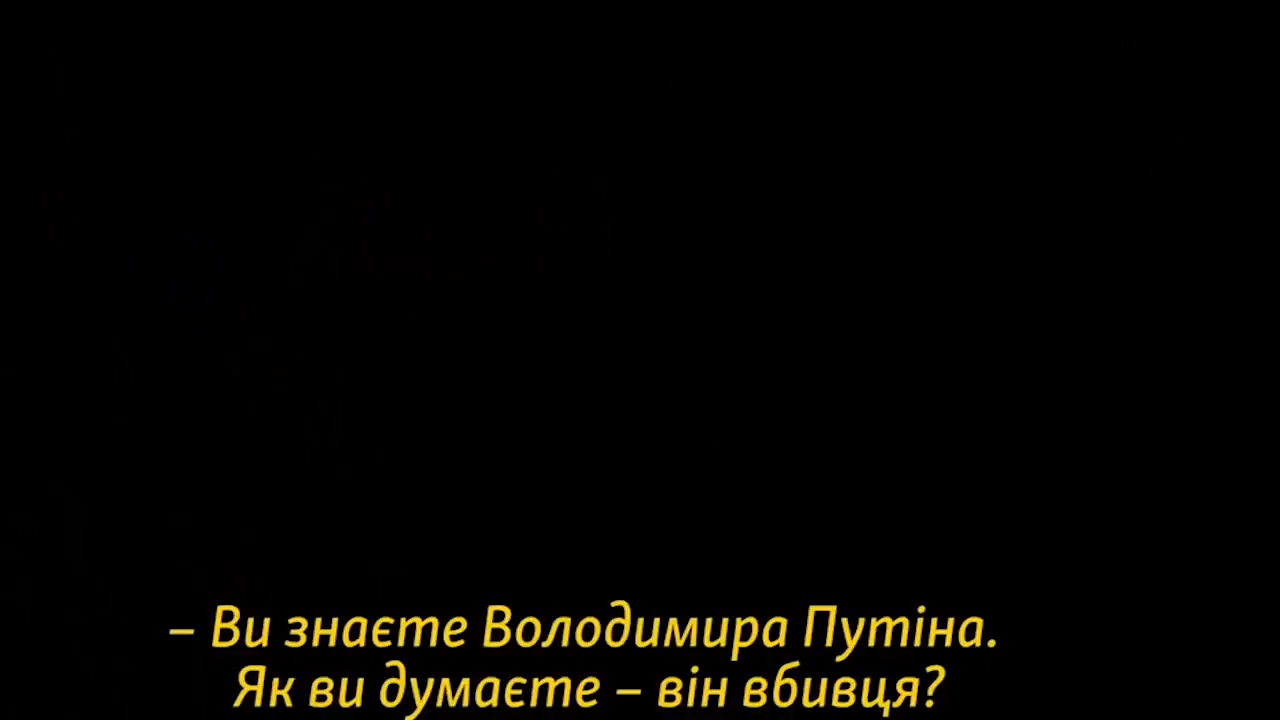 – Ви знаєте Володимира Путіна.
Як ви думаєте – він вбивця?